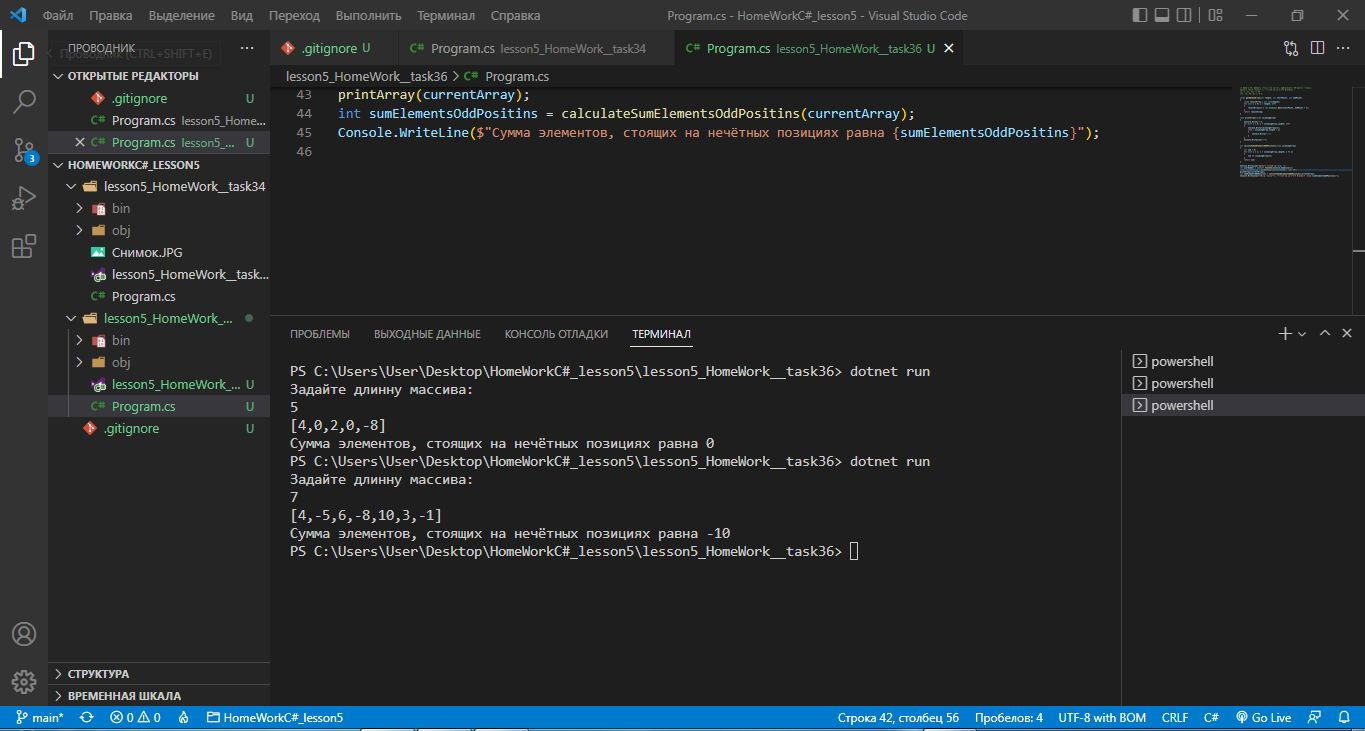 Файл Правка Выделение Вид Переход Выполнить Терминал Справка Program.cs - HomeWorkC#_lesson5 - Visual Studio Code
ПРОВОДНИК
Проводник (CTRL+SHIFT+E)
.gitignore U
C# Program.cs lesson5_HomeWork__task34
C# Program.cs lesson5_HomeWork__task36 U
ОТКРЫТЫЕ РЕДАКТОРЫ
.gitignore U
C# Program.cs lesson5_Home...
C# Program.cs lesson5_... U
HOMEWORKC#_LESSON5
lesson5_HomeWork__task34
bin
obj
Снимок.JPG
lesson5_HomeWork__task...
C# Program.cs
lesson5_HomeWork_...
bin
obj
lesson5_HomeWork_... U
C# Program.cs U
.gitignore U
СТРУКТУРА
ВРЕМЕННАЯ ШКАЛА
3
lesson5_HomeWork__task36 > C# Program.cs
43 printArray(currentArray);
44 int sumElementsOddPositins = calculateSumElementsOddPositins(currentArray);
45 Console.WriteLine($"Сумма элементов, стоящих на нечётных позициях равна {sumElementsOddPositins}");
46
ПРОБЛЕМЫ ВЫХОДНЫЕ ДАННЫЕ КОНСОЛЬ ОТЛАДКИ ТЕРМИНАЛ
PS C:\Users\User\Desktop\HomeWorkC#_lesson5\lesson5_HomeWork__task36> dotnet run
Задайте длинну массива:
5
[4,0,2,0,-8]
Сумма элементов, стоящих на нечётных позициях равна 0
PS C:\Users\User\Desktop\HomeWorkC#_lesson5\lesson5_HomeWork__task36> dotnet run
Задайте длинну массива:
7
[4,-5,6,-8,10,3,-1]
Сумма элементов, стоящих на нечётных позициях равна -10
PS C:\Users\User\Desktop\HomeWorkC#_lesson5\lesson5_HomeWork__task36>
powershell
powershell
powershell
main* 0 0 HomeWorkC#_lesson5 Строка 42, столбец 56 Пробелов: 4 UTF-8 with BOM CRLF C# Go Live